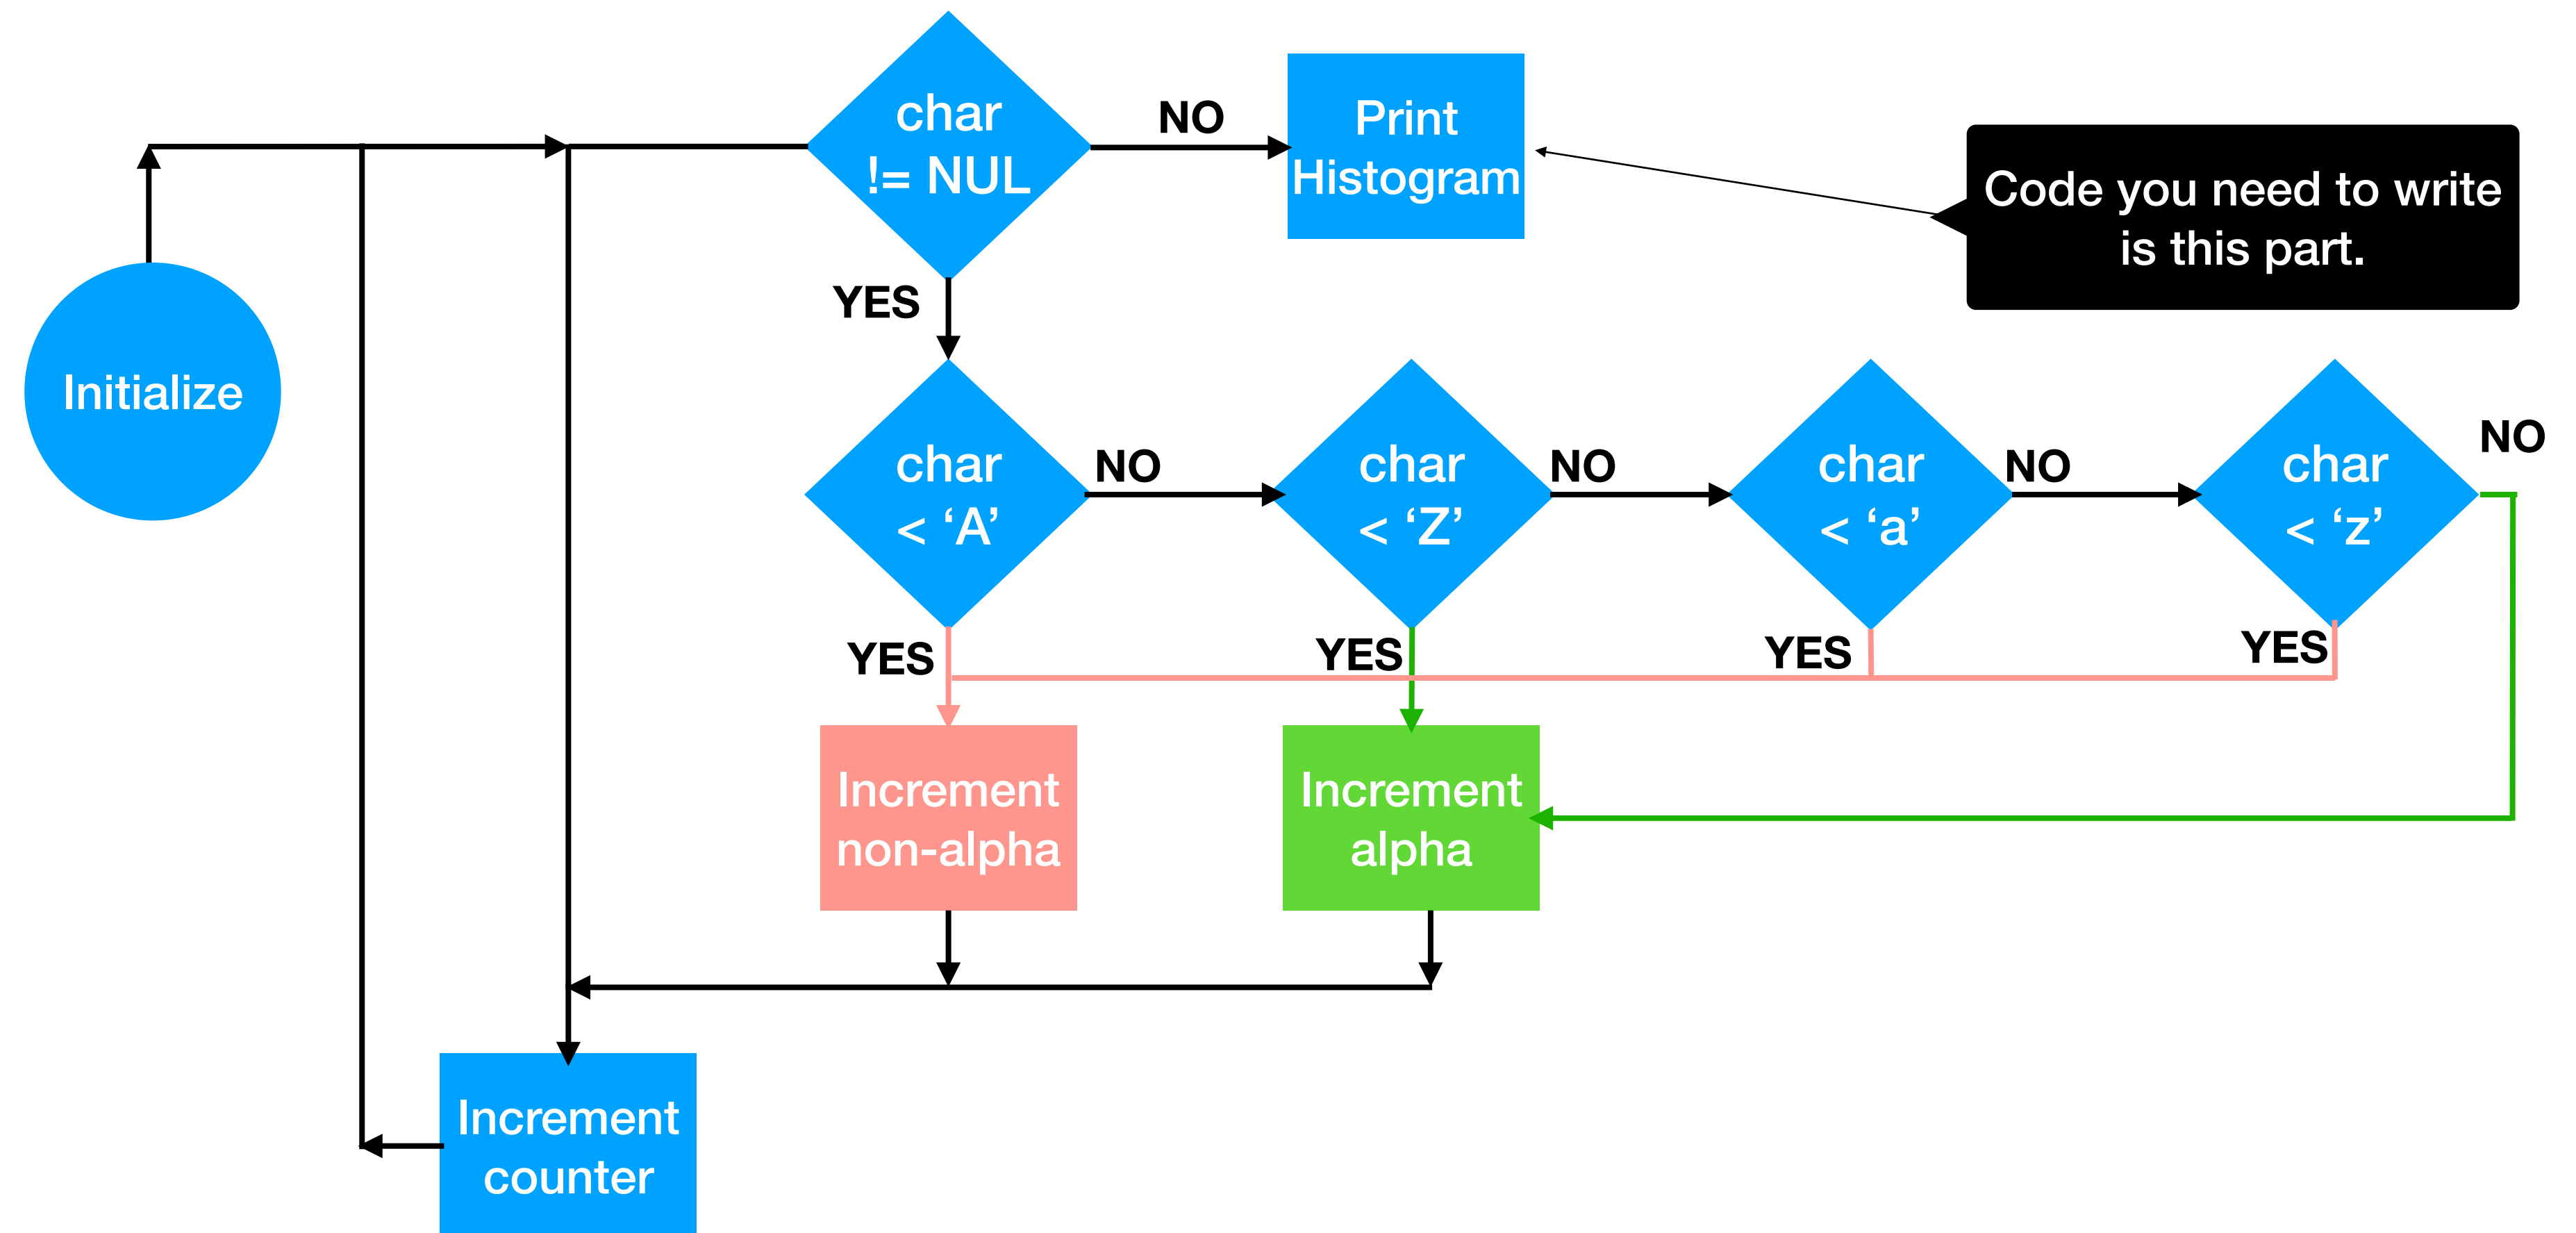 char
!= NUL
NO
Print
Histogram
Code you need to write
is this part.
YES
Initialize
char
< ‘A’
NO
char
< ‘Z’
NO
char
< ‘a’
NO
char
< ‘z’
NO
YES
YES
YES
YES
Increment
non-alpha
Increment
alpha
Increment
counter